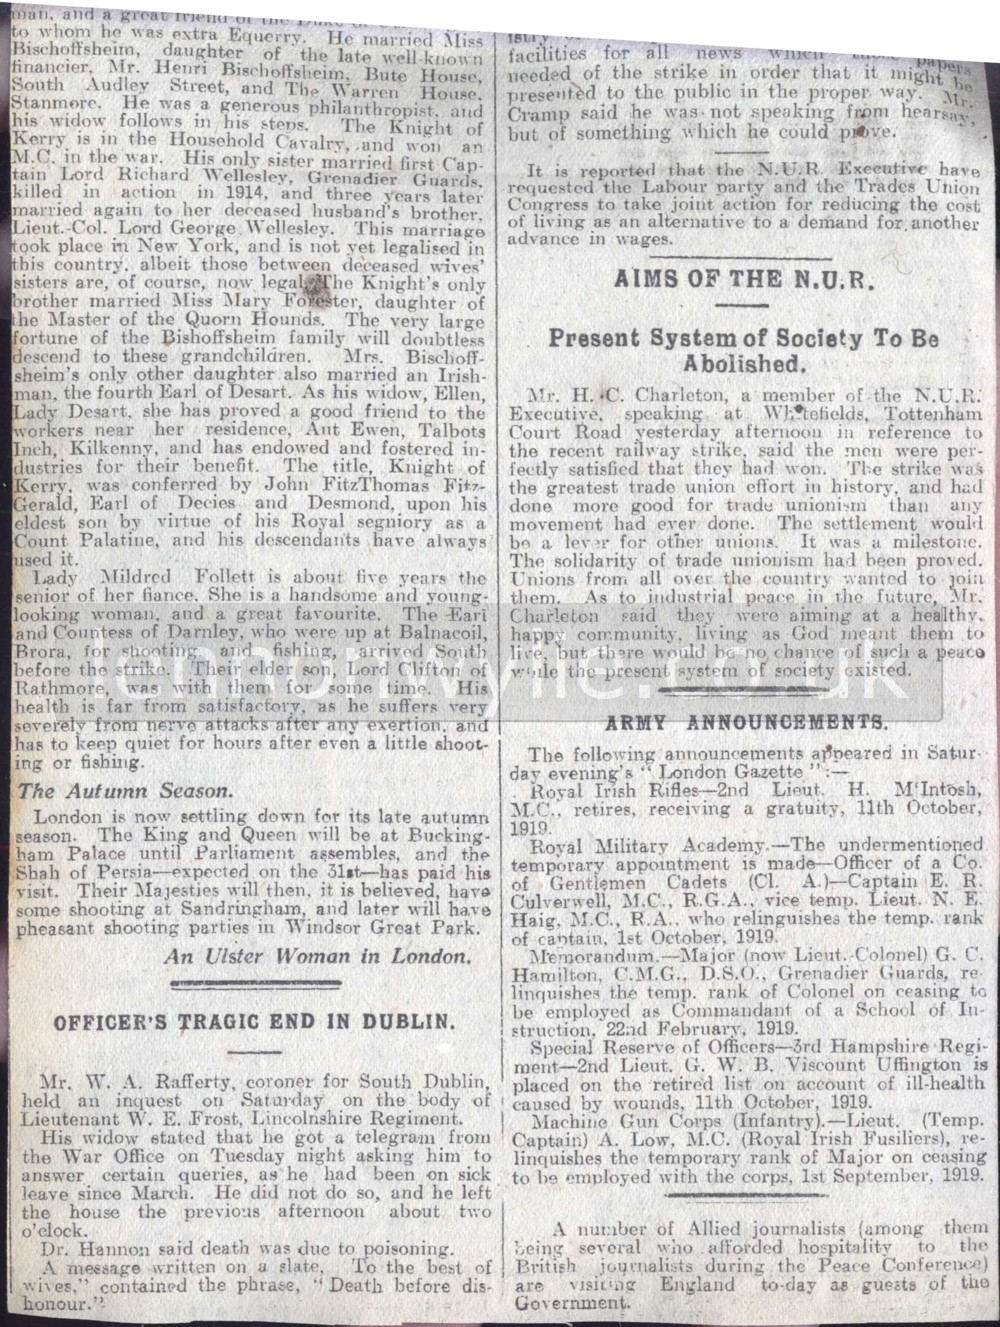 man, and a great friend of the Duke of
to whom he was extra Equerry. He married Miss
Bischoffsheim, daughter of the late well-known
financier, Mr. Henri Bischoffsheim, Bute House,
South Audley Street, and The Warren House,
Stanmore. He was a generous philanthropist, and
his widow follows in his steps. The Knight of
Kerry is in the Household Cavalry, and won an
M.C. in the war. His only sister married first Cap-
tain Lord Richard Wellesley, Grenadier Guards,
killed in action in 1914, and three years later
married again to her deceased husband's brother,
Lieut.-Col. Lord George Wellesley. This marriage
took place in New York, and is not yet legalised in
this country, albeit those between deceased wives'
sisters are, of course, now legal. The Knight's only
brother married Miss Mary Forester, daughter of
the Master of the Quorn Hounds. The very large
fortune of the Bishoffsheim family will doubtless
descend to these grandchildren. Mrs. Bischoff-
sheim's only other daughter also married an Irish-
man, the fourth Earl of Desart. As his widow, Ellen,
Lady Desart, she has proved a good friend to the
workers near her residence, Aut Ewen, Talbots
Inch, Kilkenny, and has endowed and fostered in-
dustries for their benefit. The title, Knight of
Kerry, was conferred by John FitzThomas Fitz-
Gerald, Earl of Decies and Desmond, upon his
eldest son by virtue of his Royal segniory as a
Count Palatine, and his descendants have always
used it.
Lady Mildred Follett is about five years the
senior of her fiance. She is a handsome and young-
looking woman, and a great favourite. The Earl
and Countess of Darnley, who were up at Balnacoil,
Brora, for shooting and fishing, arrived South
before the strike. Their elder son, Lord Clifton of
Rathmore, was with them for some time. His
health is far from satisfactory, as he suffers very
severely from nerve attacks after any exertion, and
has to keep quiet for hours after even a little shoot-
ing or fishing.
The Autumn Season.
London is now settling down for its late autumn
season. The King and Queen will be at Bucking-
ham Palace until Parliament assembles, and the
Shah of Persia—expected on the 31st—has paid his
visit. Their Majesties will then, it is believed, have
some shooting at Sandringham, and later will have
pheasant shooting parties in Windsor Great Park.
An Ulster Woman in London.
OFFICER'S TRAGIC END IN DUBLIN.
Mr. W. A. Rafferty, coroner for South Dublin,
held an inquest on Saturday on the body of
Lieutenant W. E. Frost, Lincolnshire Regiment.
His widow stated that he got a telegram from
the War Office on Tuesday night asking him to
answer certain queries, as he had been on sick
leave since March. He did not do so, and he left
the house the previous afternoon about two
o'clock.
Dr. Hannon said death was due to poisoning.
A message written on a slate, "To the best of
wives," contained the phrase, "Death before dis-
honour."
istry of
facilities for all news which those papers
needed of the strike in order that it might be
presented to the public in the proper way. Mr.
Cramp said he was not speaking from hearsay,
but of something which he could prove.
It is reported that the N.U.R. Executive have
requested the Labour party and the Trades Union
Congress to take joint action for reducing the cost
of living as an alternative to a demand for another
advance in wages.
AIMS OF THE N.U.R.
Present System of Society To Be
Abolished.
Mr. H. C. Charleton, a member of the N.U.R.
Executive, speaking at Whitefields, Tottenham
Court Road yesterday afternoon in reference to
the recent railway strike, said the men were per-
fectly satisfied that they had won. The strike was
the greatest trade union effort in history, and had
done more good for trade unionism than any
movement had ever done. The settlement would
be a lever for other unions. It was a milestone.
The solidarity of trade unionism had been proved.
Unions from all over the country wanted to join
them. As to industrial peace in the future, Mr.
Charleton said they were aiming at a healthy,
happy community, living as God meant them to
live, but there would be no chance of such a peace
while the present system of society existed.
ARMY ANNOUNCEMENTS.
The following announcements appeared in Satur-
day evening's "London Gazette":—
Royal Irish Rifles—2nd Lieut. H. M'Intosh,
M.C., retires, receiving a gratuity, 11th October,
1919.
Royal Military Academy.—The undermentioned
temporary appointment is made—Officer of a Co.
of Gentlemen Cadets (Cl. A.)—Captain E. R.
Culverwell, M.C., R.G.A., vice temp. Lieut. N. E.
Haig, M.C., R.A., who relinguishes the temp. rank
of captain, 1st October, 1919.
Memorandum.—Major (now Lieut.-Colonel) G. C.
Hamilton, C.M.G., D.S.O., Grenadier Guards, re-
linquishes the temp. rank of Colonel on ceasing to
be employed as Commandant of a School of In-
struction, 22nd February, 1919.
Special Reserve of Officers—3rd Hampshire Regi-
ment—2nd Lieut. G. W. B. Viscount Uffington is
placed on the retired list on account of ill-health
caused by wounds, 11th October, 1919.
Machine Gun Corps (Infantry).—Lieut. (Temp.
Captain) A. Low, M.C. (Royal Irish Fusiliers), re-
linquishes the temporary rank of Major on ceasing
to be employed with the corps, 1st September, 1919.
A number of Allied journalists (among them
being several who afforded hospitality to the
British journalists during the Peace Conference)
are visiting England to-day as guests of the
Government.